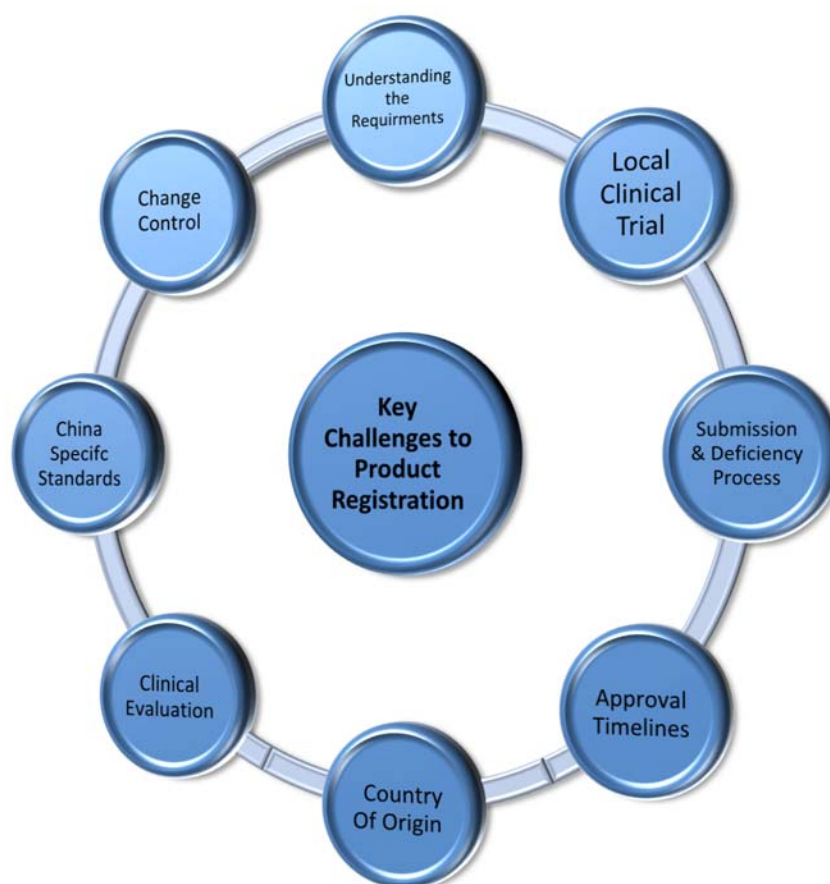 Understanding
the
Requirments
Local
Clinical
Trial
Submission
& Deficiency
Process
Approval
Timelines
Country
Of Origin
Clinical
Evaluation
China
Specifc
Standards
Change
Control
Key
Challenges to
Product
Registration